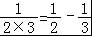 1/(2×3) = 1/2 - 1/3